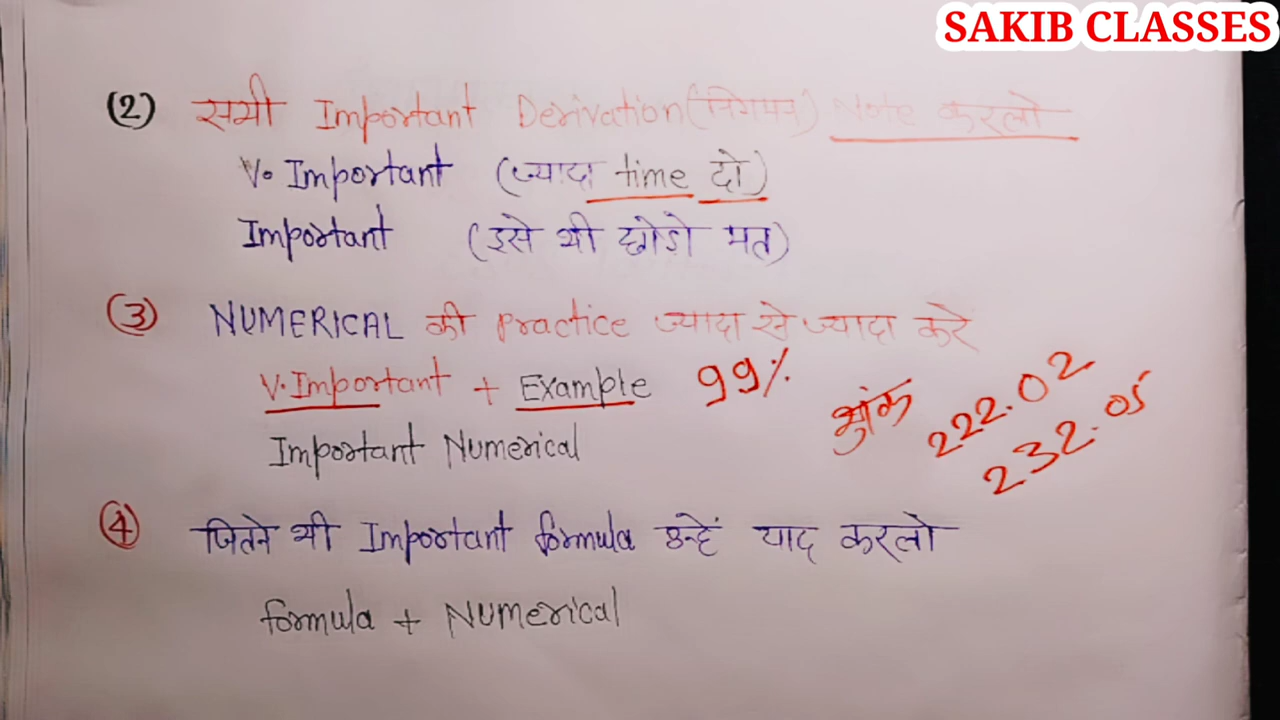 SAKIB CLASSES
(2) सभी Important Derivation (निगमन) Note करलो
V. Important (ज्यादा time दो)
Important (इसे भी छोडो मत)
(3) NUMERICAL की practice ज्यादा से ज्यादा करे
V. Important + Example 99%
Important Numerical
222.02
232.05
(4) जितने भी Important formula उन्हें याद करलो
formula + Numerical